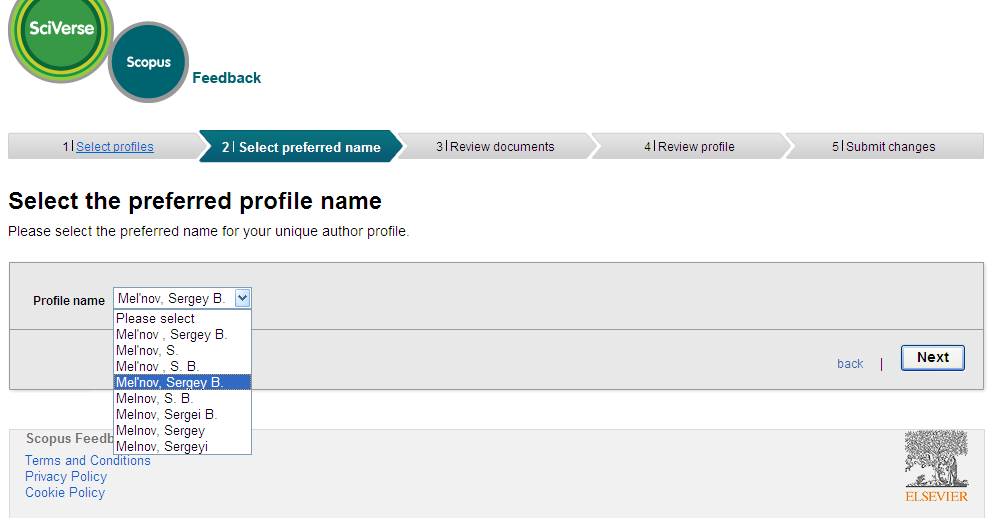 SciVerse
Scopus
Feedback
1 | Select profiles
2 | Select preferred name
3 | Review documents
4 | Review profile
5 | Submit changes
Select the preferred profile name
Please select the preferred name for your unique author profile.
Profile name
Mel'nov, Sergey B.
Please select
Mel'nov , Sergey B.
Mel'nov, S.
Mel'nov , S. B.
Mel'nov, Sergey B.
Melnov, S. B.
Melnov, Sergei B.
Melnov, Sergey
Melnov, Sergeyi
back | Next
Scopus Feedb
Terms and Conditions
Privacy Policy
Cookie Policy
ELSEVIER